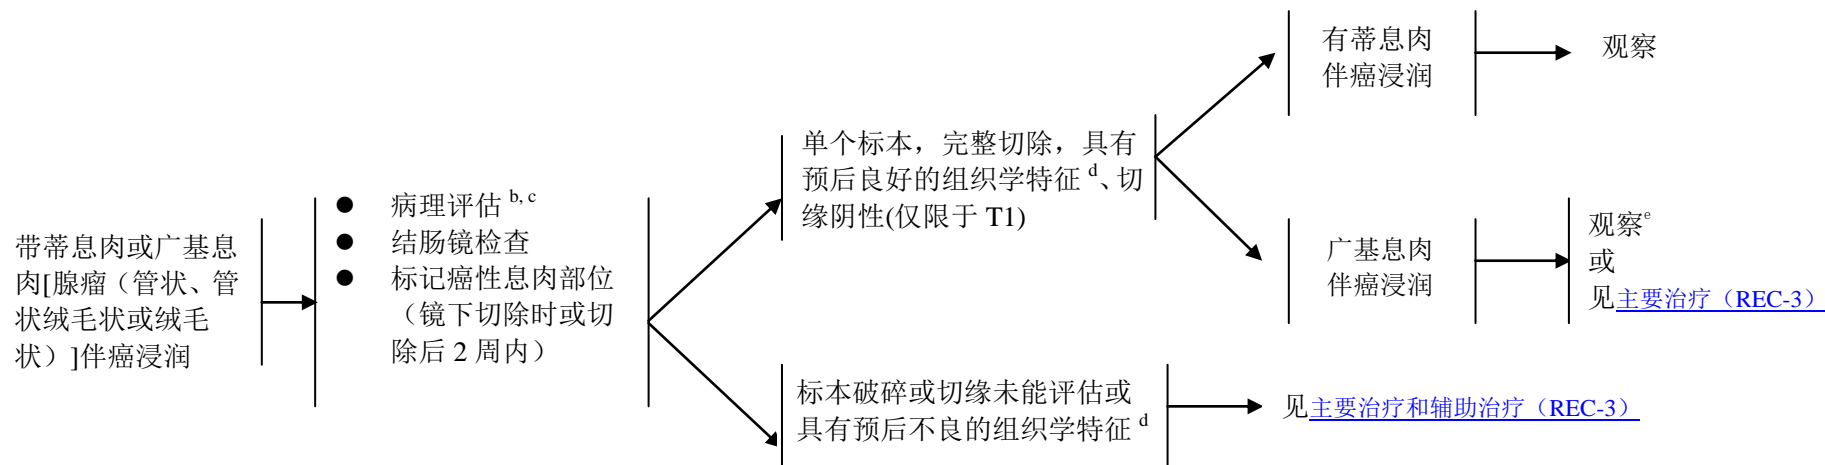 带蒂息肉或广基息
肉[腺瘤（管状、管
状绒毛状或绒毛
状）]伴癌浸润
● 病理评估 b, c
● 结肠镜检查
● 标记癌性息肉部位
（镜下切除时或切
除后 2 周内）
单个标本，完整切除，具有
预后良好的组织学特征 d、切
缘阴性(仅限于 T1)
有蒂息肉
伴癌浸润
观察
广基息肉
伴癌浸润
观察e
或
见主要治疗（REC-3）
标本破碎或切缘未能评估或
具有预后不良的组织学特征 d
见主要治疗和辅助治疗（REC-3）